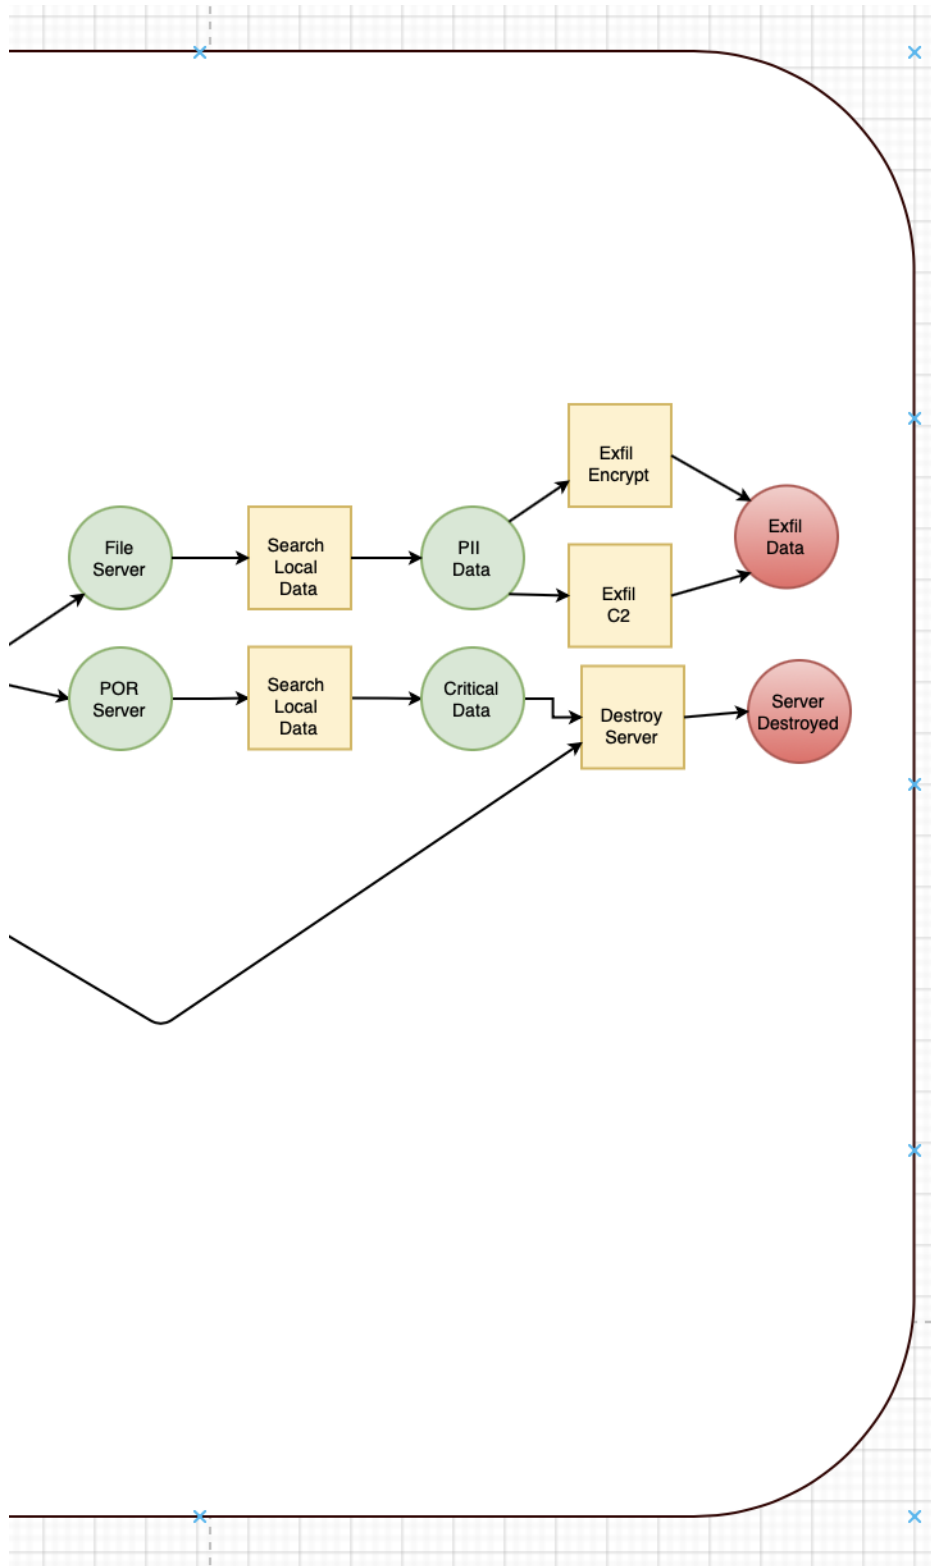 Exfil
Encrypt
File
Server
Search
Local
Data
PII
Data
Exfil
Data
Exfil
C2
POR
Server
Search
Local
Data
Critical
Data
Destroy
Server
Server
Destroyed